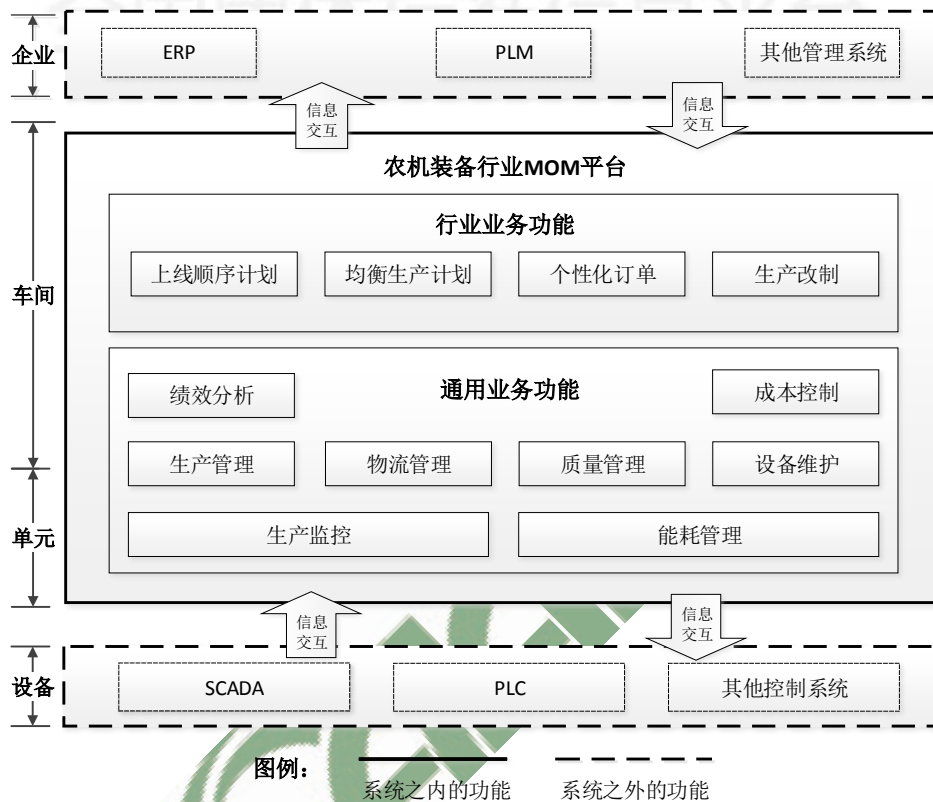 企业
ERP
PLM
其他管理系统
信息
交互
信息
交互
农机装备行业MOM平台
行业业务功能
上线顺序计划
均衡生产计划
个性化订单
生产改制
车间
通用业务功能
绩效分析
成本控制
生产管理
物流管理
质量管理
设备维护
单元
生产监控
能耗管理
信息
交互
信息
交互
设备
SCADA
PLC
其他控制系统
图例：
系统之内的功能
系统之外的功能